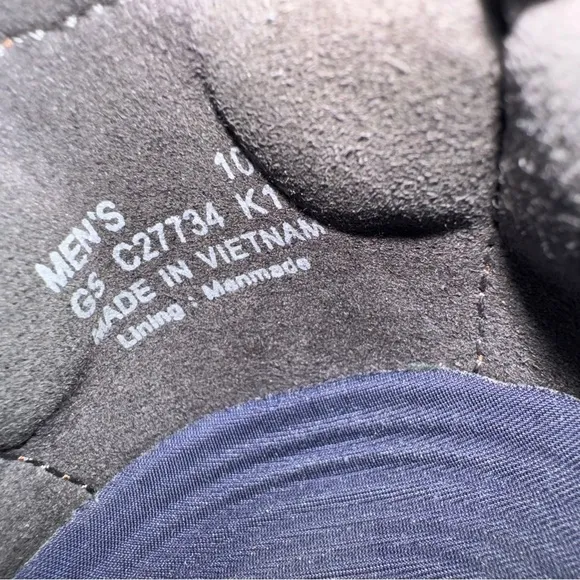 MEN'S 10
GS C27734 K1
MADE IN VIETNAM
Lining : Manmade